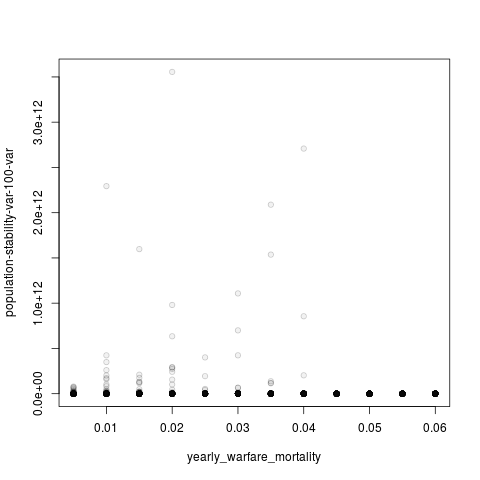 population-stability-var-100-var
3.0e+12
2.0e+12
1.0e+12
0.0e+00
0.01 0.02 0.03 0.04 0.05 0.06
yearly_warfare_mortality